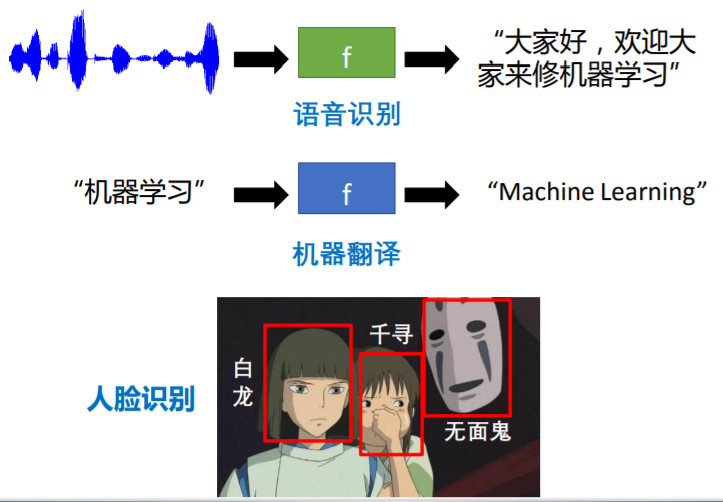 f
“大家好，欢迎大
家来修机器学习”
语音识别
“机器学习”
f
“Machine Learning”
机器翻译
人脸识别
白
龙
千寻
无面鬼